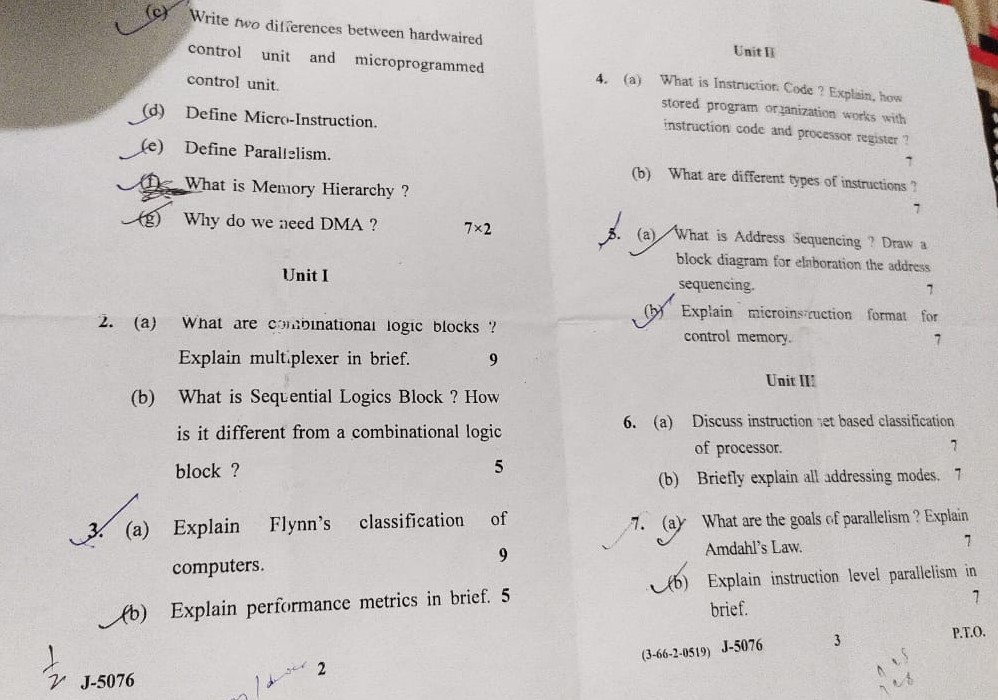 (c) Write two differences between hardwaired
control unit and microprogrammed
control unit.
(d) Define Micro-Instruction.
(e) Define Parallelism.
(f) What is Memory Hierarchy ?
(g) Why do we need DMA ? 7×2
Unit I
2. (a) What are combinational logic blocks ?
Explain multiplexer in brief. 9
(b) What is Sequential Logics Block ? How
is it different from a combinational logic
block ? 5
3. (a) Explain Flynn's classification of
computers. 9
(b) Explain performance metrics in brief. 5
J-5076 2
Unit II
4. (a) What is Instruction Code ? Explain, how
stored program organization works with
instruction code and processor register ?
7
(b) What are different types of instructions ?
7
5. (a) What is Address Sequencing ? Draw a
block diagram for elaboration the address
sequencing. 7
(b) Explain microinstruction format for
control memory. 7
Unit III
6. (a) Discuss instruction set based classification
of processor. 7
(b) Briefly explain all addressing modes. 7
7. (a) What are the goals of parallelism ? Explain
Amdahl's Law. 7
(b) Explain instruction level parallelism in
brief. 7
(3-66-2-0519) J-5076 3 P.T.O.